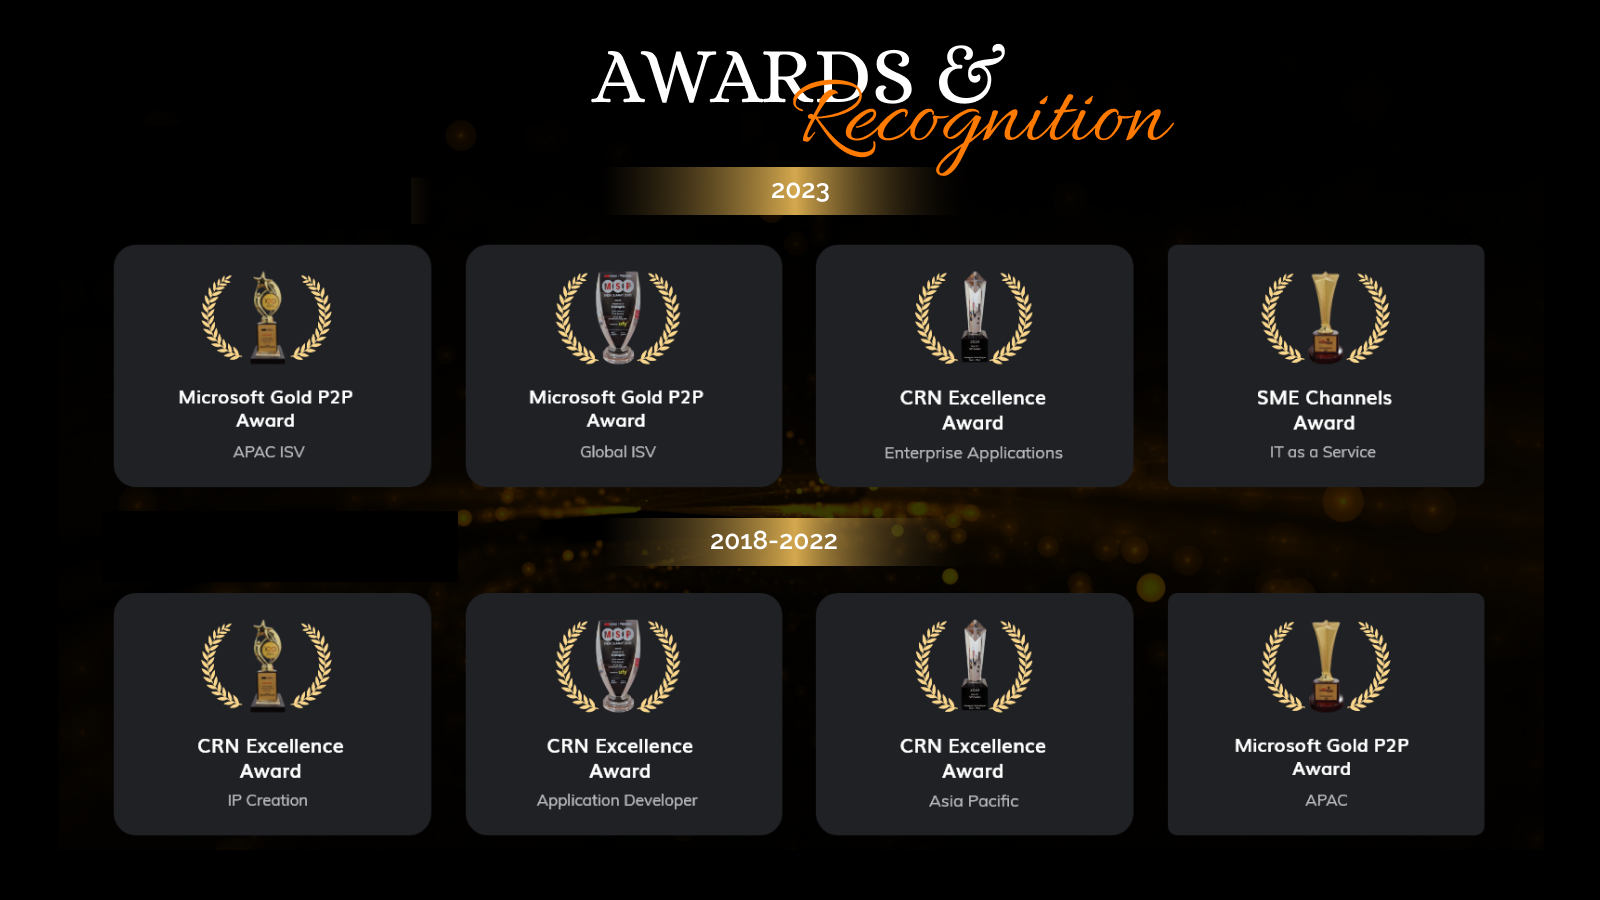 AWARDS &
Recognition
2023
MSP
Microsoft Gold P2P
Award
APAC ISV
Microsoft Gold P2P
Award
Global ISV
CRN Excellence
Award
Enterprise Applications
SME Channels
Award
IT as a Service
2018-2022
MSP
CRN Excellence
Award
IP Creation
CRN Excellence
Award
Application Developer
CRN Excellence
Award
Asia Pacific
Microsoft Gold P2P
Award
APAC